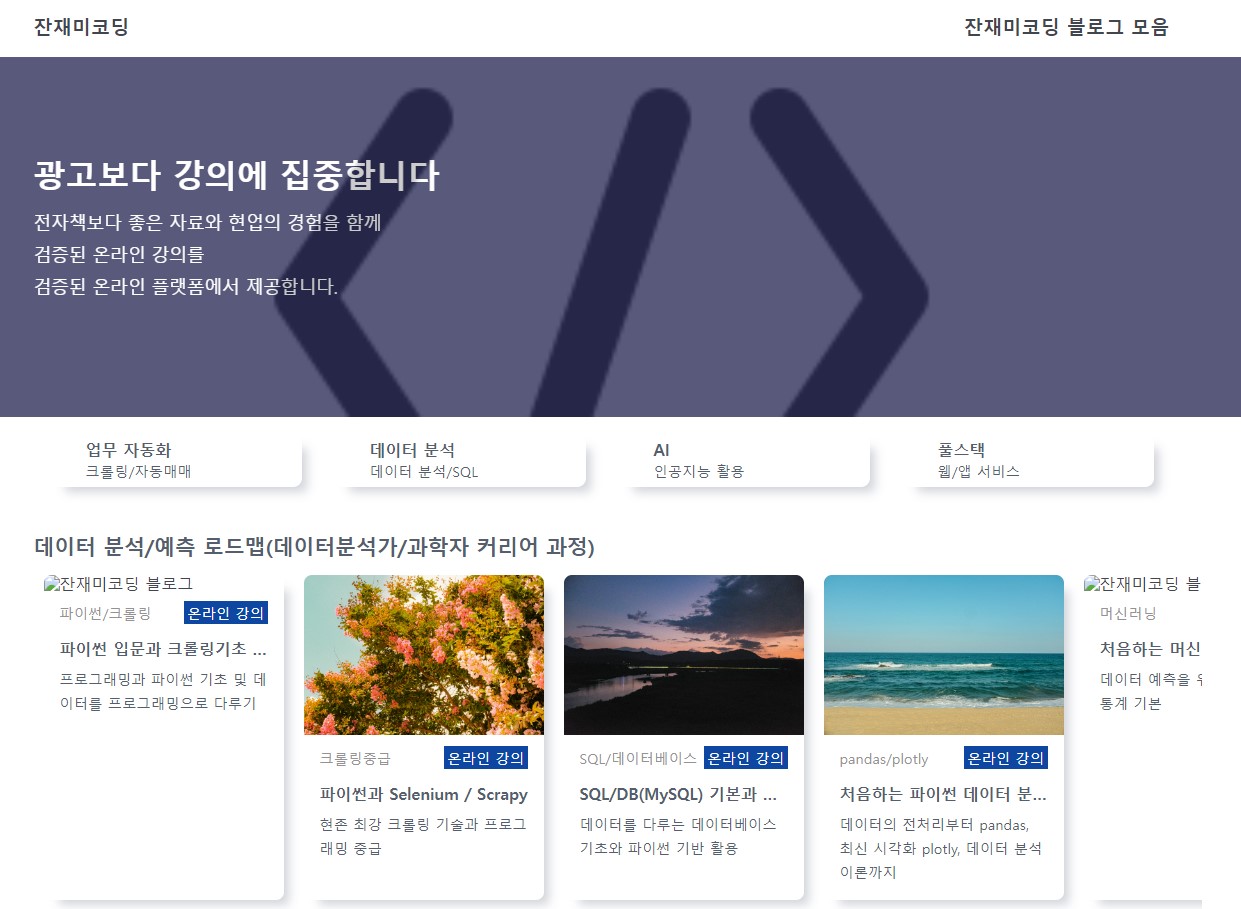 잔재미코딩
잔재미코딩 블로그 모음
광고보다 강의에 집중합니다
전자책보다 좋은 자료와 현업의 경험을 함께
검증된 온라인 강의를
검증된 온라인 플랫폼에서 제공합니다.
업무 자동화
크롤링/자동매매
데이터 분석
데이터 분석/SQL
AI
인공지능 활용
풀스택
웹/앱 서비스
데이터 분석/예측 로드맵(데이터분석가/과학자 커리어 과정)
잔재미코딩 블로그
파이썬/크롤링
온라인 강의
파이썬 입문과 크롤링기초 ...
프로그래밍과 파이썬 기초 및 데
이터를 프로그래밍으로 다루기
크롤링중급
온라인 강의
파이썬과 Selenium / Scrapy
현존 최강 크롤링 기술과 프로그
래밍 중급
SQL/데이터베이스
온라인 강의
SQL/DB(MySQL) 기본과 ...
데이터를 다루는 데이터베이스
기초와 파이썬 기반 활용
pandas/plotly
온라인 강의
처음하는 파이썬 데이터 분...
데이터의 전처리부터 pandas,
최신 시각화 plotly, 데이터 분석
이론까지
잔재미코딩 블
머신러닝
처음하는 머신
데이터 예측을
통계 기본